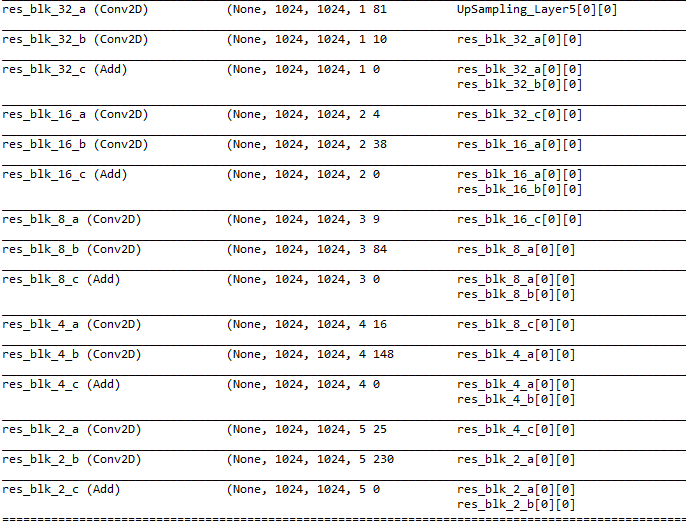 res_blk_32_a (Conv2D) (None, 1024, 1024, 1 81 UpSampling_Layer5[0][0]
res_blk_32_b (Conv2D) (None, 1024, 1024, 1 10 res_blk_32_a[0][0]
res_blk_32_c (Add) (None, 1024, 1024, 1 0 res_blk_32_a[0][0]
res_blk_32_b[0][0]
res_blk_16_a (Conv2D) (None, 1024, 1024, 2 4 res_blk_32_c[0][0]
res_blk_16_b (Conv2D) (None, 1024, 1024, 2 38 res_blk_16_a[0][0]
res_blk_16_c (Add) (None, 1024, 1024, 2 0 res_blk_16_a[0][0]
res_blk_16_b[0][0]
res_blk_8_a (Conv2D) (None, 1024, 1024, 3 9 res_blk_16_c[0][0]
res_blk_8_b (Conv2D) (None, 1024, 1024, 3 84 res_blk_8_a[0][0]
res_blk_8_c (Add) (None, 1024, 1024, 3 0 res_blk_8_a[0][0]
res_blk_8_b[0][0]
res_blk_4_a (Conv2D) (None, 1024, 1024, 4 16 res_blk_8_c[0][0]
res_blk_4_b (Conv2D) (None, 1024, 1024, 4 148 res_blk_4_a[0][0]
res_blk_4_c (Add) (None, 1024, 1024, 4 0 res_blk_4_a[0][0]
res_blk_4_b[0][0]
res_blk_2_a (Conv2D) (None, 1024, 1024, 5 25 res_blk_4_c[0][0]
res_blk_2_b (Conv2D) (None, 1024, 1024, 5 230 res_blk_2_a[0][0]
res_blk_2_c (Add) (None, 1024, 1024, 5 0 res_blk_2_a[0][0]
res_blk_2_b[0][0]